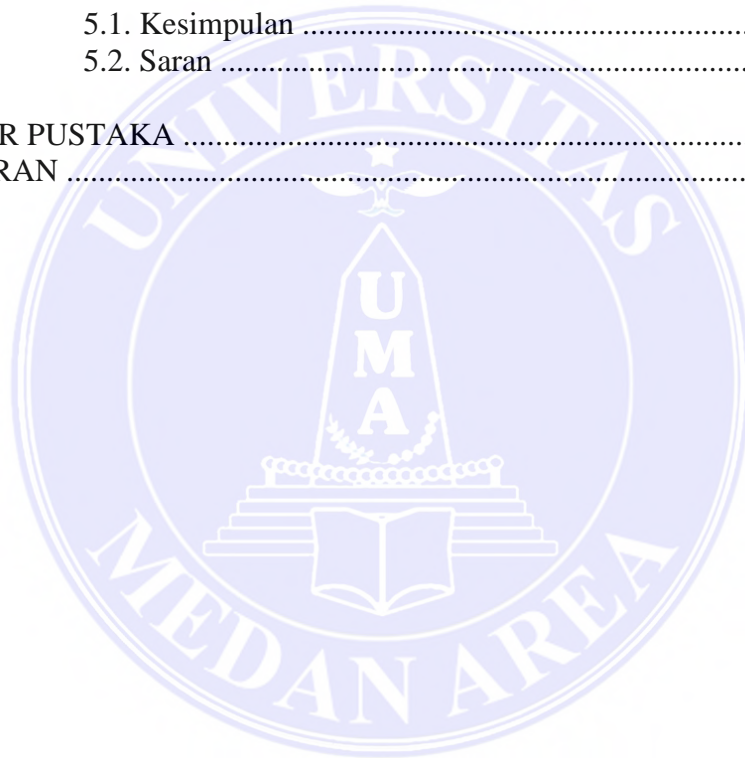 5.1. Kesimpulan ..........................................................
5.2. Saran ......................................................................
R PUSTAKA ..........................................................................
RAN .........................................................................................
UNIVERSITAS
U
M
A
MEDAN AREA